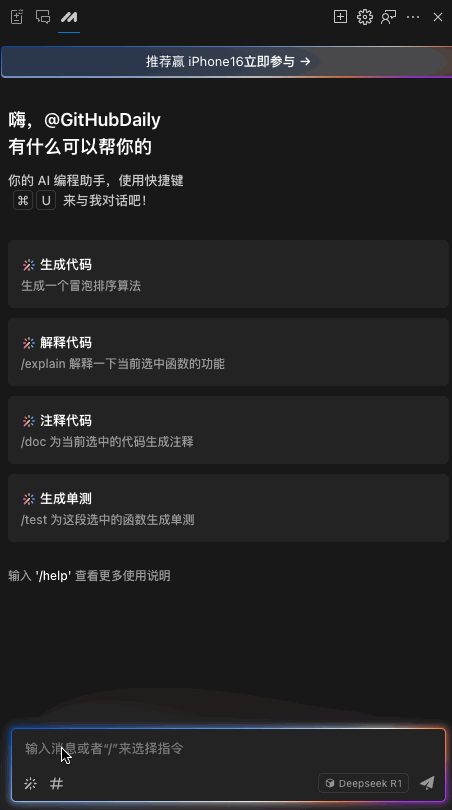 推荐赢 iPhone16立即参与 →
嗨，@GitHubDaily
有什么可以帮你的
你的 AI 编程助手，使用快捷键
⌘ U 来与我对话吧！
生成代码
生成一个冒泡排序算法
解释代码
/explain 解释一下当前选中函数的功能
注释代码
/doc 为当前选中的代码生成注释
生成单测
/test 为这段选中的函数生成单测
输入 '/help' 查看更多使用说明
输入消息或者“/”来选择指令
Deepseek R1